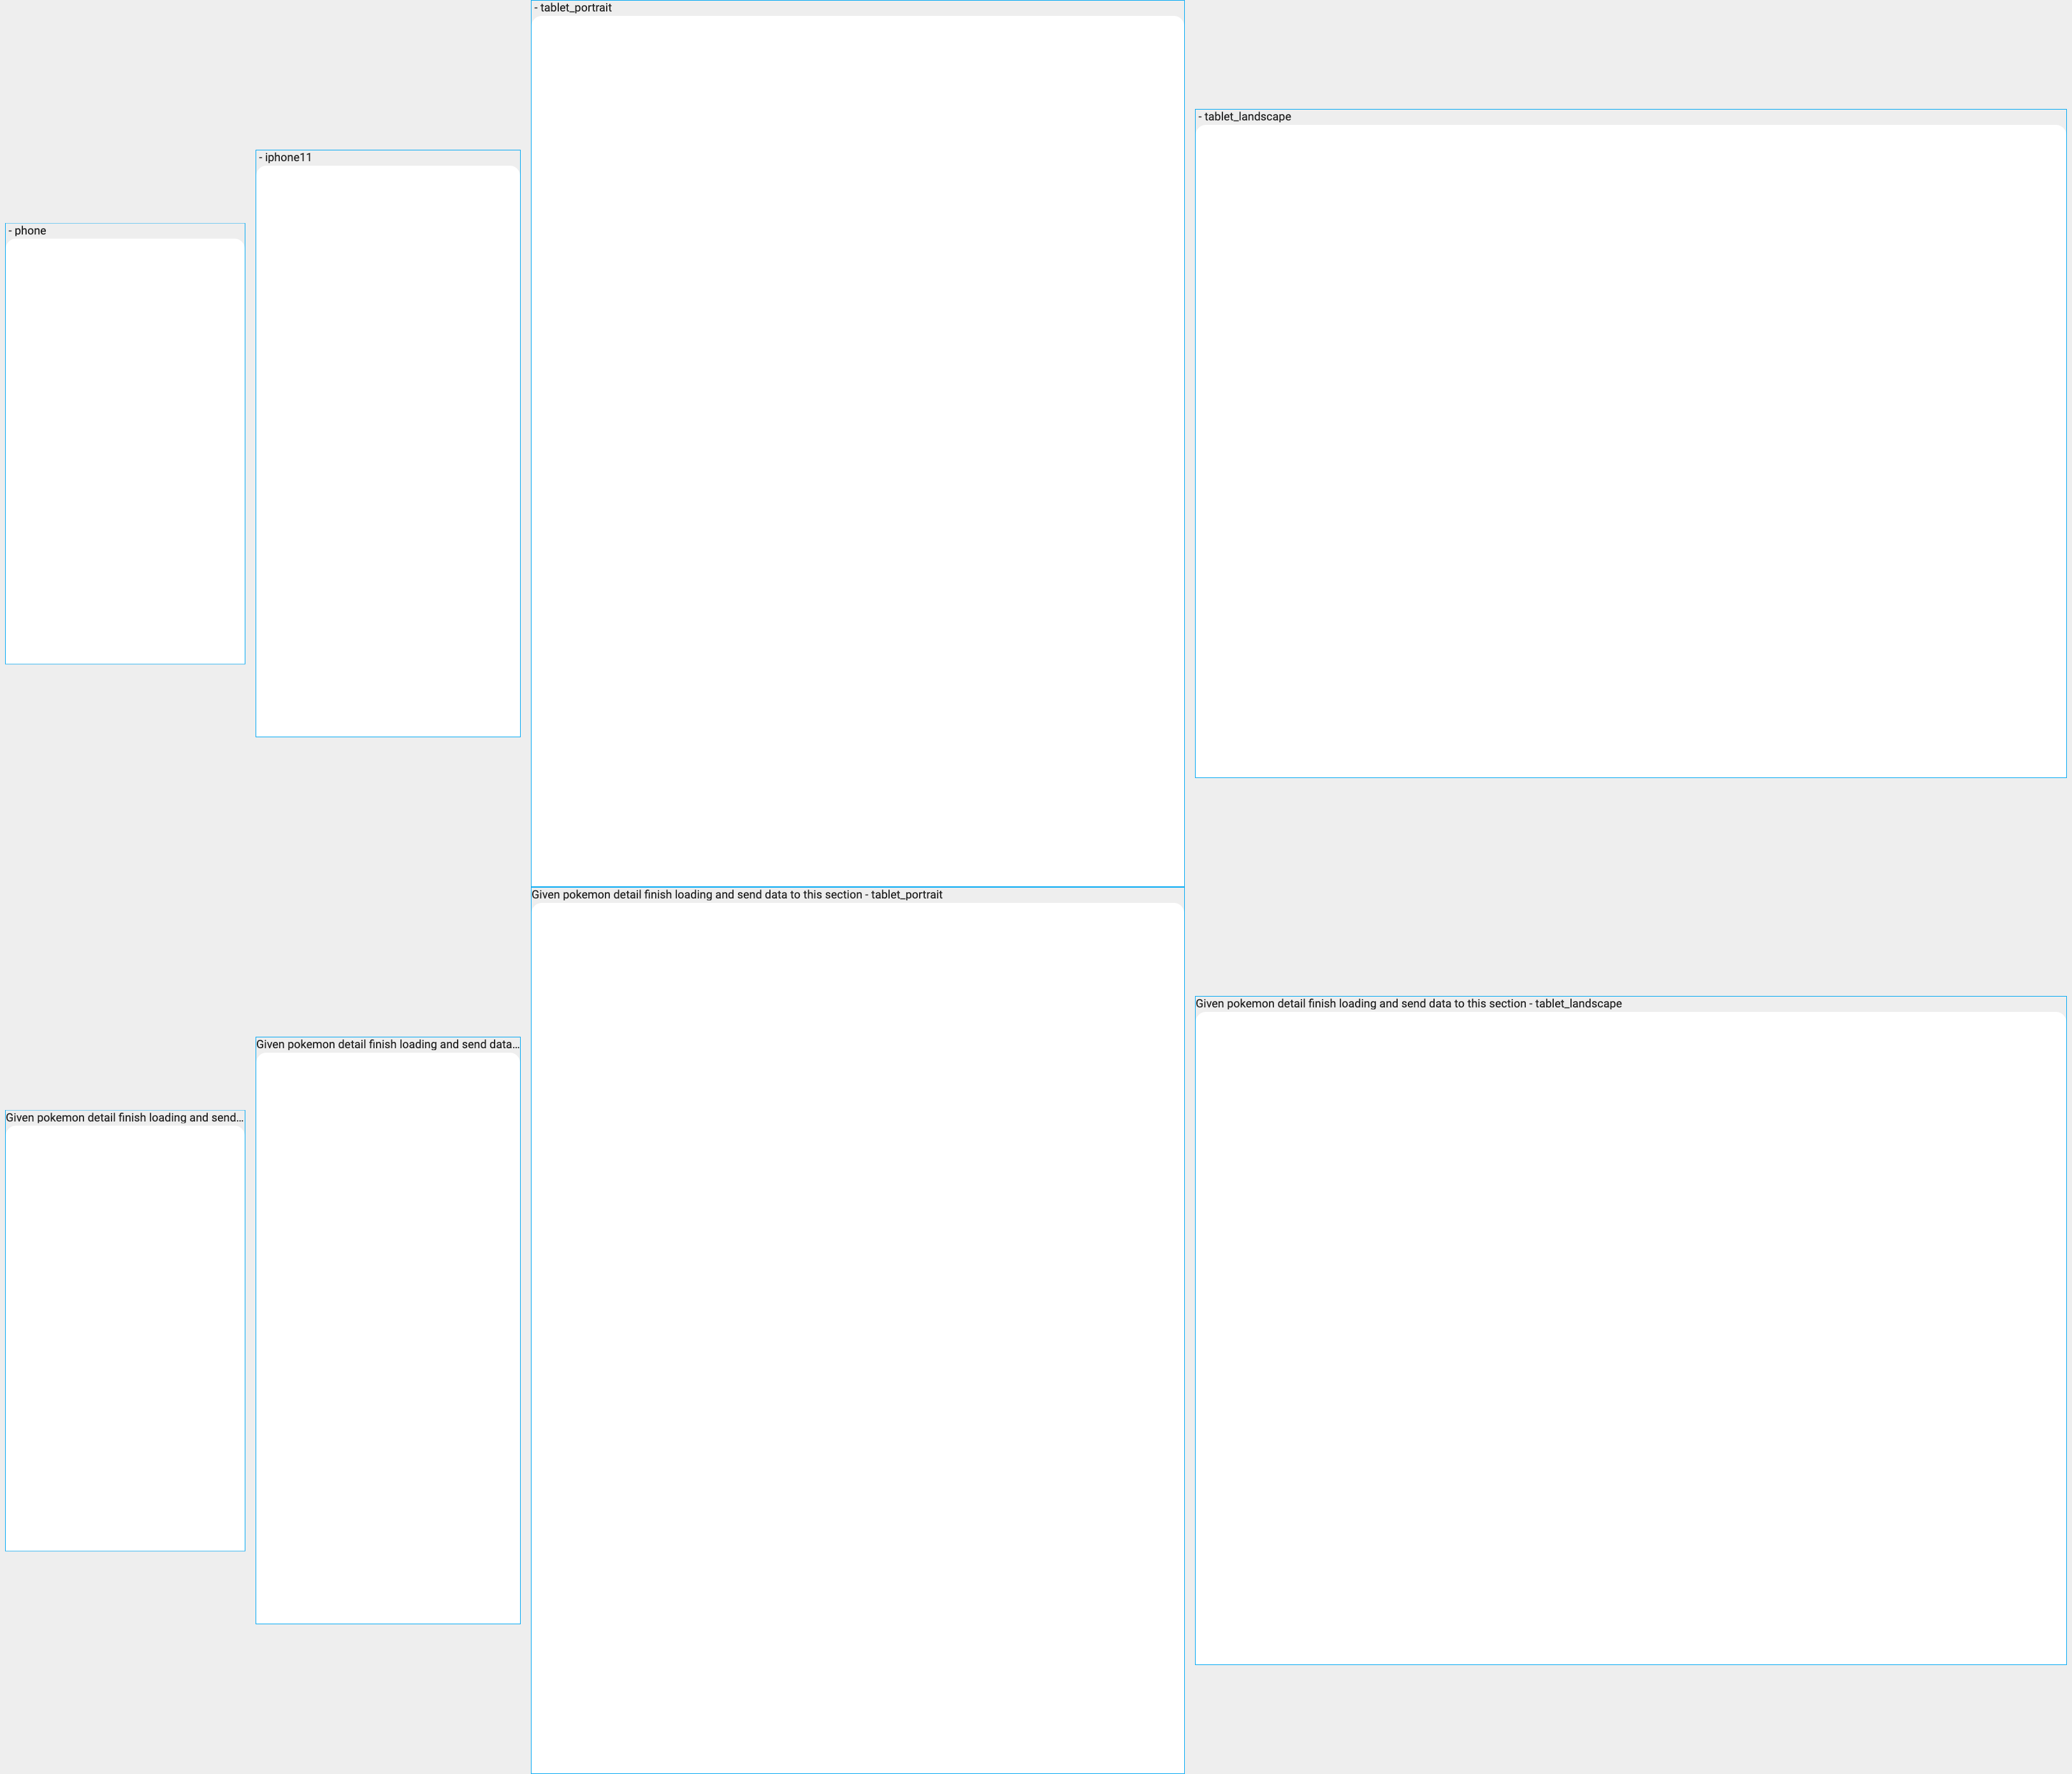 - phone
- iphone11
- tablet_portrait
- tablet_landscape
Given pokemon detail finish loading and send...
Given pokemon detail finish loading and send data...
Given pokemon detail finish loading and send data to this section - tablet_portrait
Given pokemon detail finish loading and send data to this section - tablet_landscape